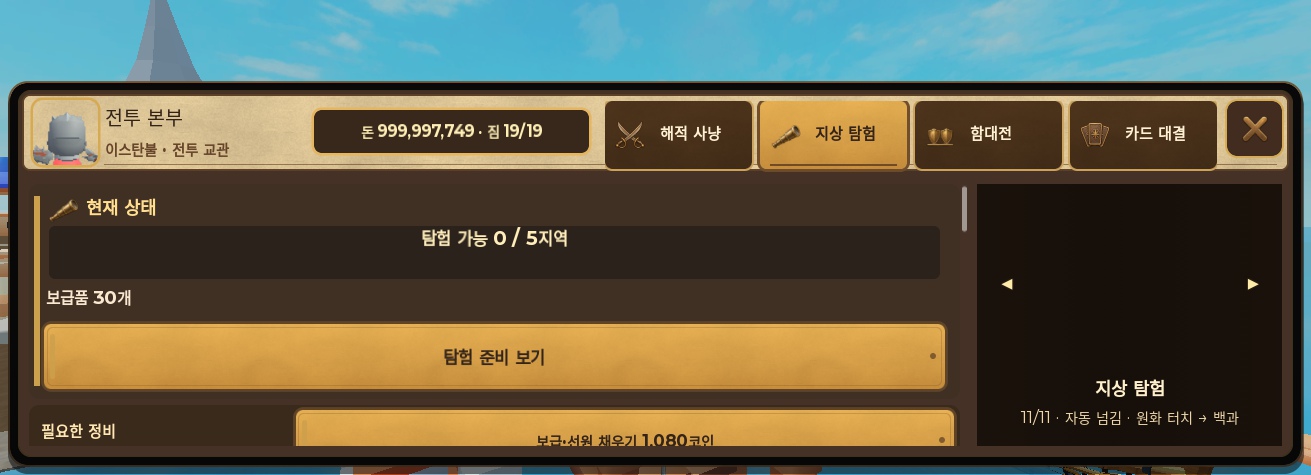 전투 본부
이스탄불 • 전투 교관
돈 999,997,749 · 짐 19/19
해적 사냥
지상 탐험
함대전
카드 대결
현재 상태
탐험 가능 0 / 5지역
보급품 30개
탐험 준비 보기
필요한 정비
보급•선원 채우기 1,080코인
◀
▶
지상 탐험
11/11 · 자동 넘김 · 원화 터치 → 백과